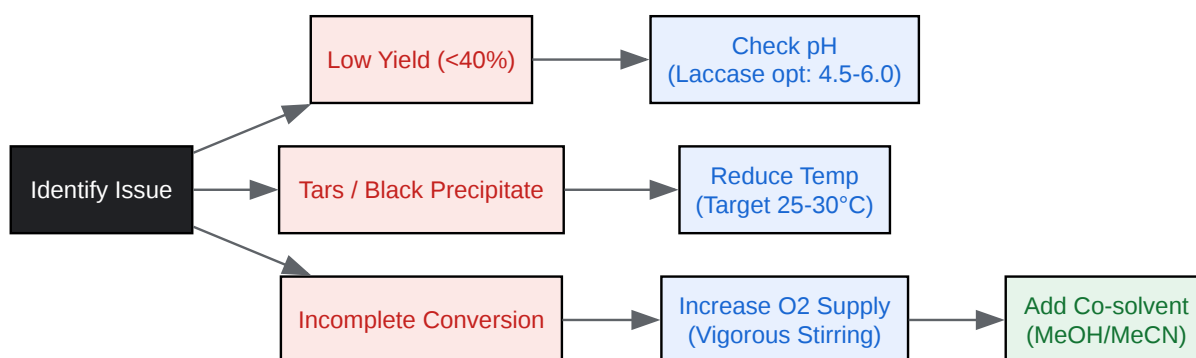 Identify Issue
Low Yield (<40%)
Check pH
(Laccase opt: 4.5-6.0)
Tars / Black Precipitate
Reduce Temp
(Target 25-30°C)
Incomplete Conversion
Increase O2 Supply
(Vigorous Stirring)
Add Co-solvent
(MeOH/MeCN)